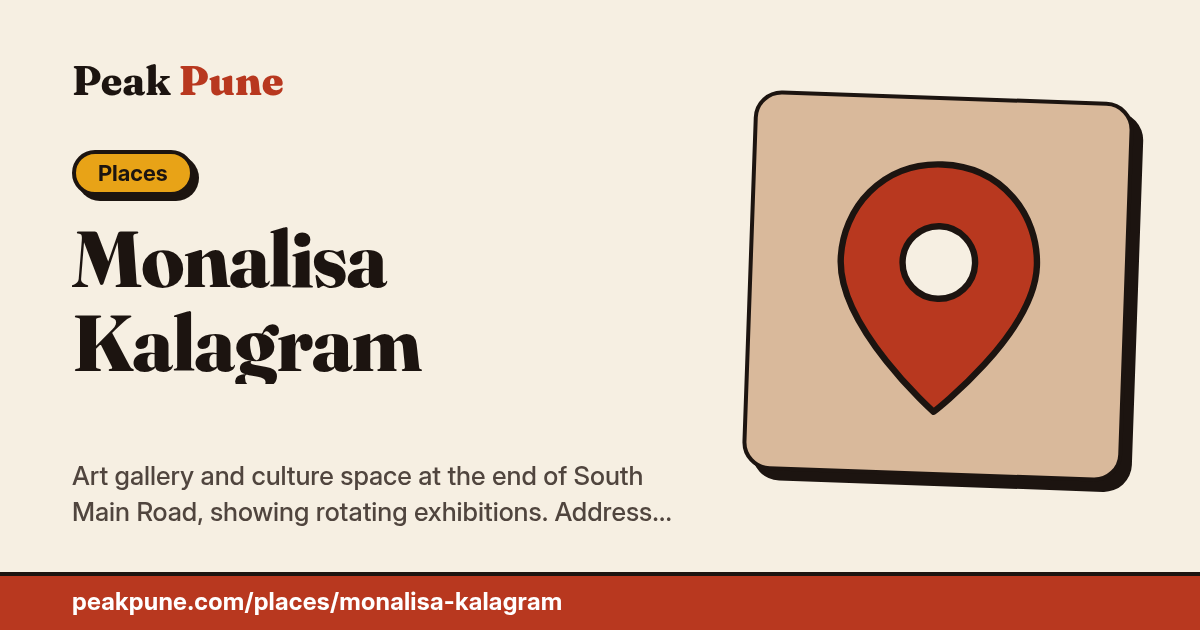 Peak Pune
Places
Monalisa
Kalagram
Art gallery and culture space at the end of South
Main Road, showing rotating exhibitions. Address...
peakpune.com/places/monalisa-kalagram